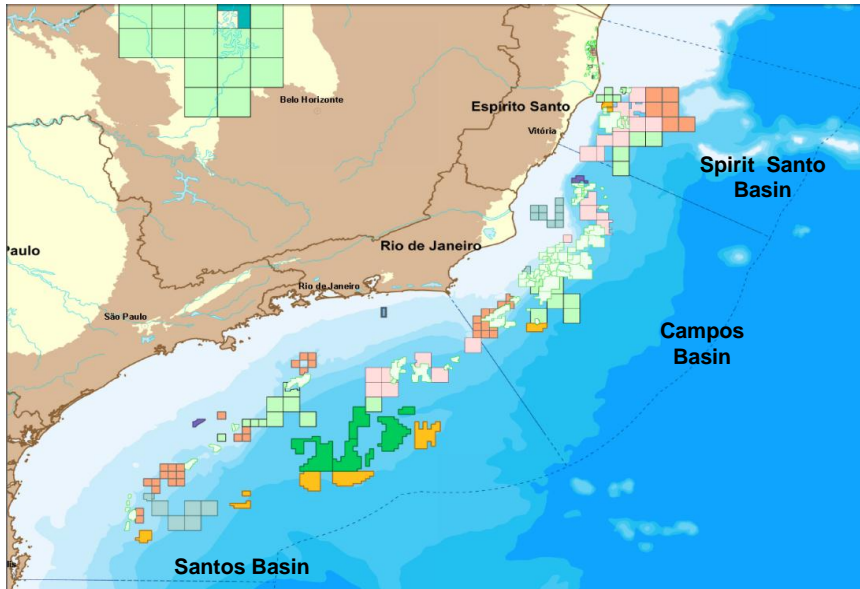 Belo Horizonte
Espírito Santo
Vitória
Spirit Santo
Basin
Paulo
Rio de Janeiro
Rio de Janeiro
São Paulo
Campos
Basin
Santos Basin